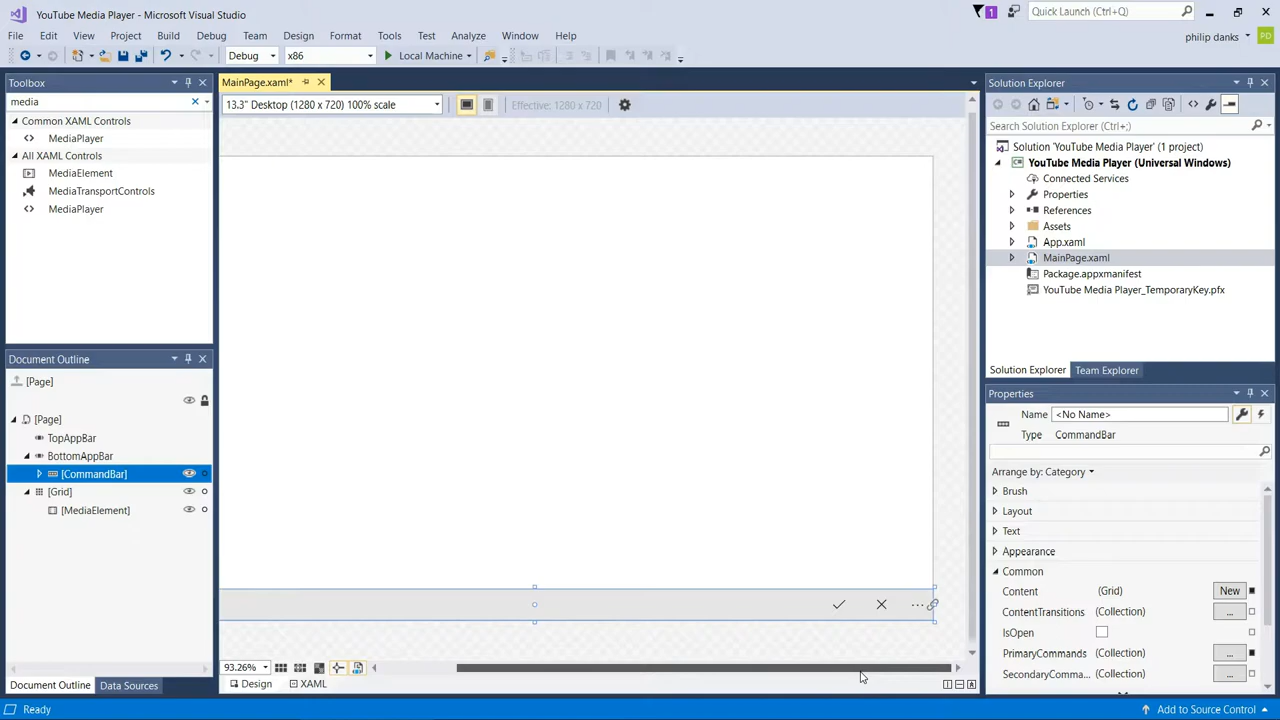 YouTube Media Player - Microsoft Visual Studio
1
Quick Launch (Ctrl+Q)
File Edit View Project Build Debug Team Design Format Tools Test Analyze Window Help
philip danks
PD
Debug x86 Local Machine
Toolbox
media
Common XAML Controls
MediaPlayer
All XAML Controls
MediaElement
MediaTransportControls
MediaPlayer
Document Outline
[Page]
[Page]
TopAppBar
BottomAppBar
[CommandBar]
[Grid]
[MediaElement]
Document Outline Data Sources
MainPage.xaml*
13.3" Desktop (1280 x 720) 100% scale
Effective: 1280 x 720
93.26%
Design XAML
Solution Explorer
Search Solution Explorer (Ctrl+;)
Solution 'YouTube Media Player' (1 project)
YouTube Media Player (Universal Windows)
Connected Services
Properties
References
Assets
App.xaml
MainPage.xaml
Package.appxmanifest
YouTube Media Player_TemporaryKey.pfx
Solution Explorer Team Explorer
Properties
Name <No Name>
Type CommandBar
Arrange by: Category
Brush
Layout
Text
Appearance
Common
Content (Grid) New
ContentTransitions (Collection) ...
IsOpen
PrimaryCommands (Collection) ...
SecondaryComma... (Collection) ...
Ready
Add to Source Control